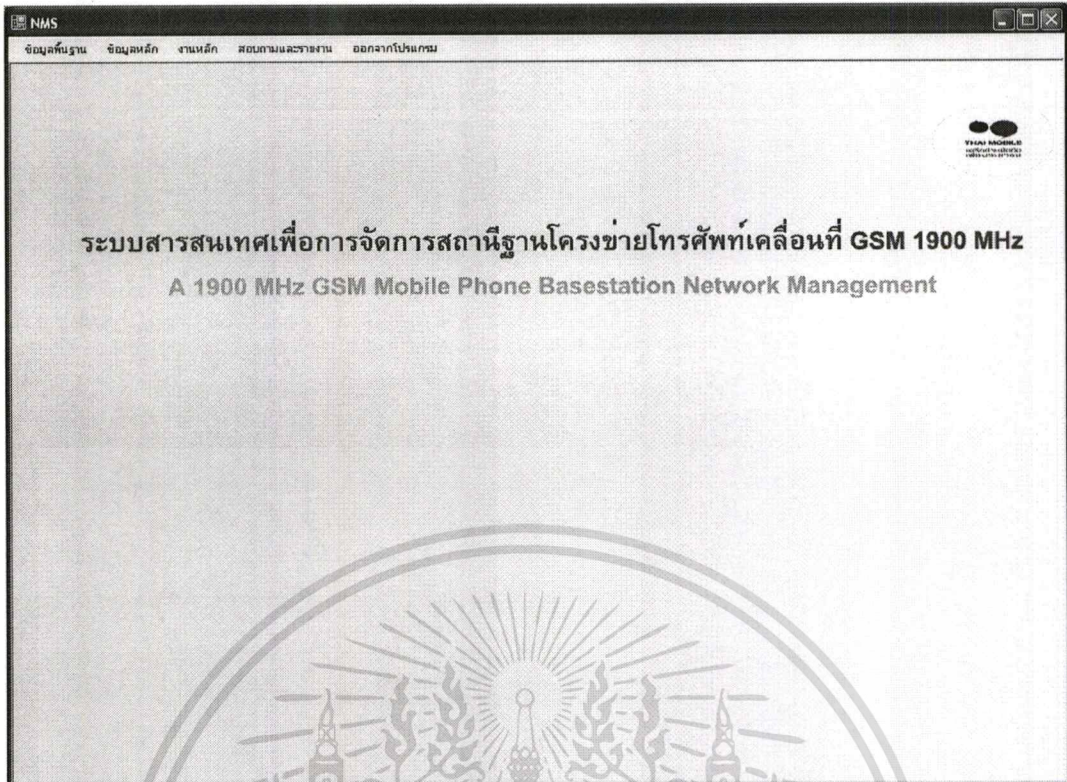 NMS
ข้อมูลพื้นฐาน ข้อมูลหลัก งานหลัก สอบถามและรายงาน ออกจากโปรแกรม
THAI MOBILE
ระบบสารสนเทศเพื่อการจัดการสถานีฐานโครงข่ายโทรศัพท์เคลื่อนที่ GSM 1900 MHz
A 1900 MHz GSM Mobile Phone Basestation Network Management